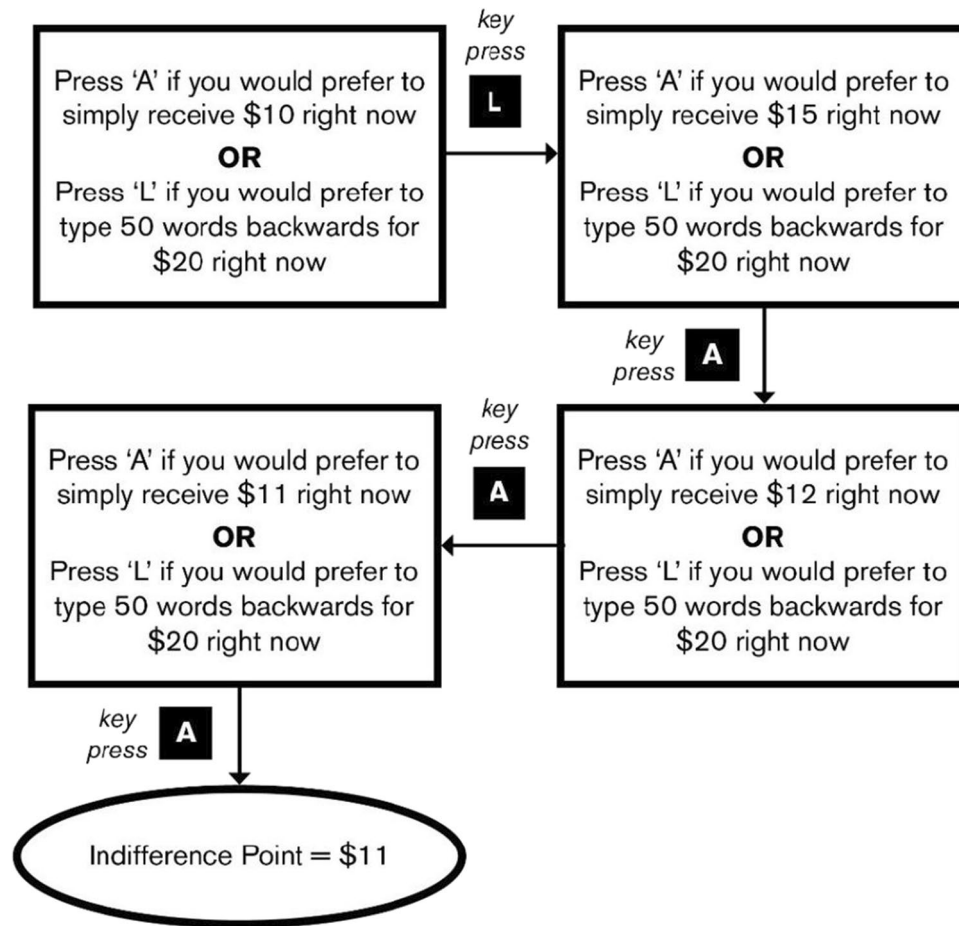 Press ‘A’ if you would prefer to
simply receive $10 right now
OR
Press ‘L’ if you would prefer to
type 50 words backwards for
$20 right now
key
press
L
Press ‘A’ if you would prefer to
simply receive $15 right now
OR
Press ‘L’ if you would prefer to
type 50 words backwards for
$20 right now
key
press
A
Press ‘A’ if you would prefer to
simply receive $12 right now
OR
Press ‘L’ if you would prefer to
type 50 words backwards for
$20 right now
key
press
A
Press ‘A’ if you would prefer to
simply receive $11 right now
OR
Press ‘L’ if you would prefer to
type 50 words backwards for
$20 right now
key
press
A
Indifference Point = $11